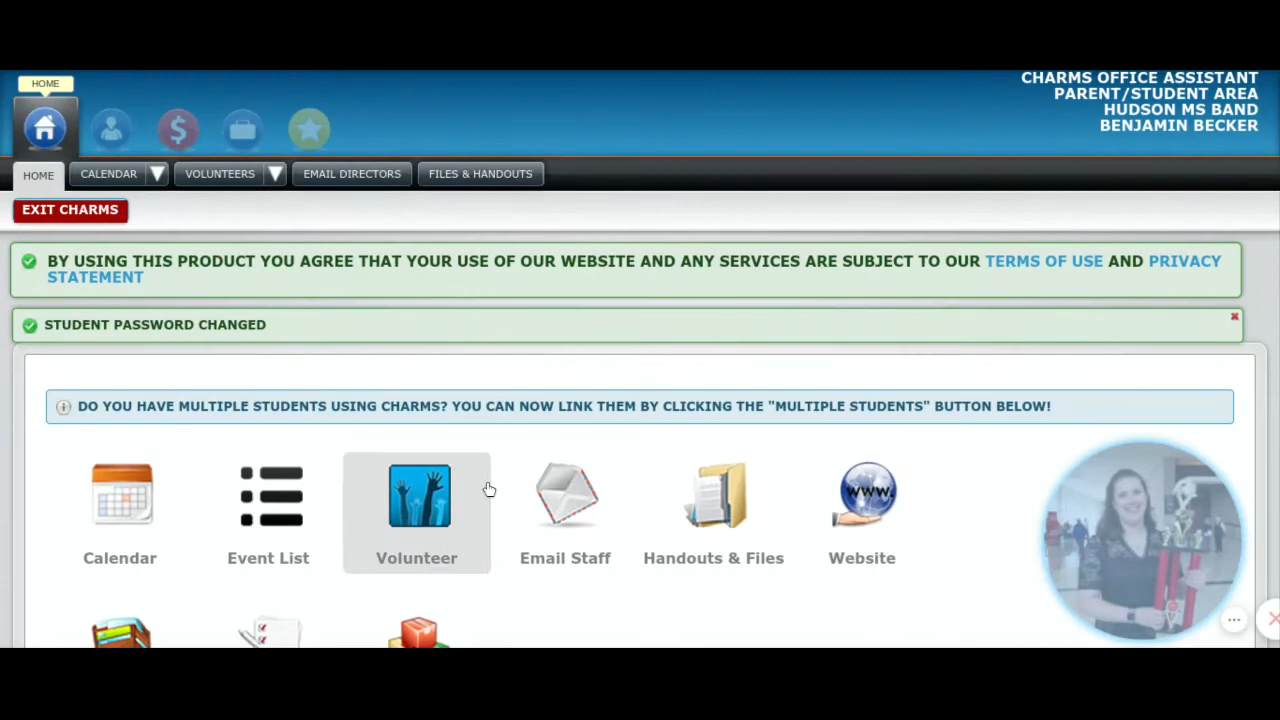 HOME
CHARMS OFFICE ASSISTANT
PARENT/STUDENT AREA
HUDSON MS BAND
BENJAMIN BECKER
$
HOME
CALENDAR
VOLUNTEERS
EMAIL DIRECTORS
FILES & HANDOUTS
EXIT CHARMS
BY USING THIS PRODUCT YOU AGREE THAT YOUR USE OF OUR WEBSITE AND ANY SERVICES ARE SUBJECT TO OUR TERMS OF USE AND PRIVACY
STATEMENT
STUDENT PASSWORD CHANGED
DO YOU HAVE MULTIPLE STUDENTS USING CHARMS? YOU CAN NOW LINK THEM BY CLICKING THE "MULTIPLE STUDENTS" BUTTON BELOW!
www.
Calendar
Event List
Volunteer
Email Staff
Handouts & Files
Website